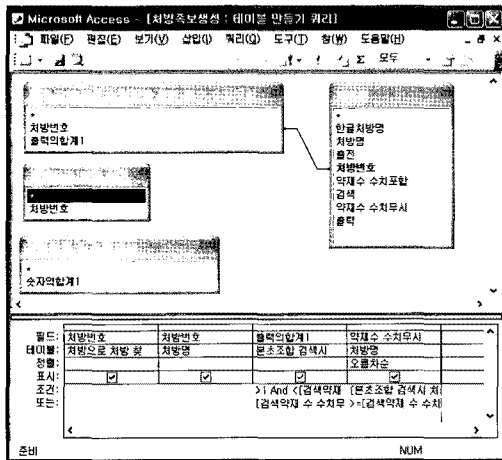 Microsoft Access - [처방족보생성 : 테이블 만들기 쿼리]
파일(F) 편집(E) 보기(V) 삽입(I) 쿼리(Q) 도구(T) 창(W) 도움말(H)
Σ 모두
*
처방번호
출력의합계1
*
한글처방명
처방명
출전
처방번호
약재수 수치포함
검색
약재수 수치무시
출력
*
처방번호
*
숫자의합계1
필드: 처방번호 처방번호 출력의합계1 약재수 수치무시
테이블: 처방으로 처방 찾 처방명 본초조합 검색시 처방명
정렬: 오름차순
표시:
조건: >i And <[검색약재 [본초조합 검색시 처
또는: [검색약재 수 수치무 >=[검색약재 수 수치
준비 NUM